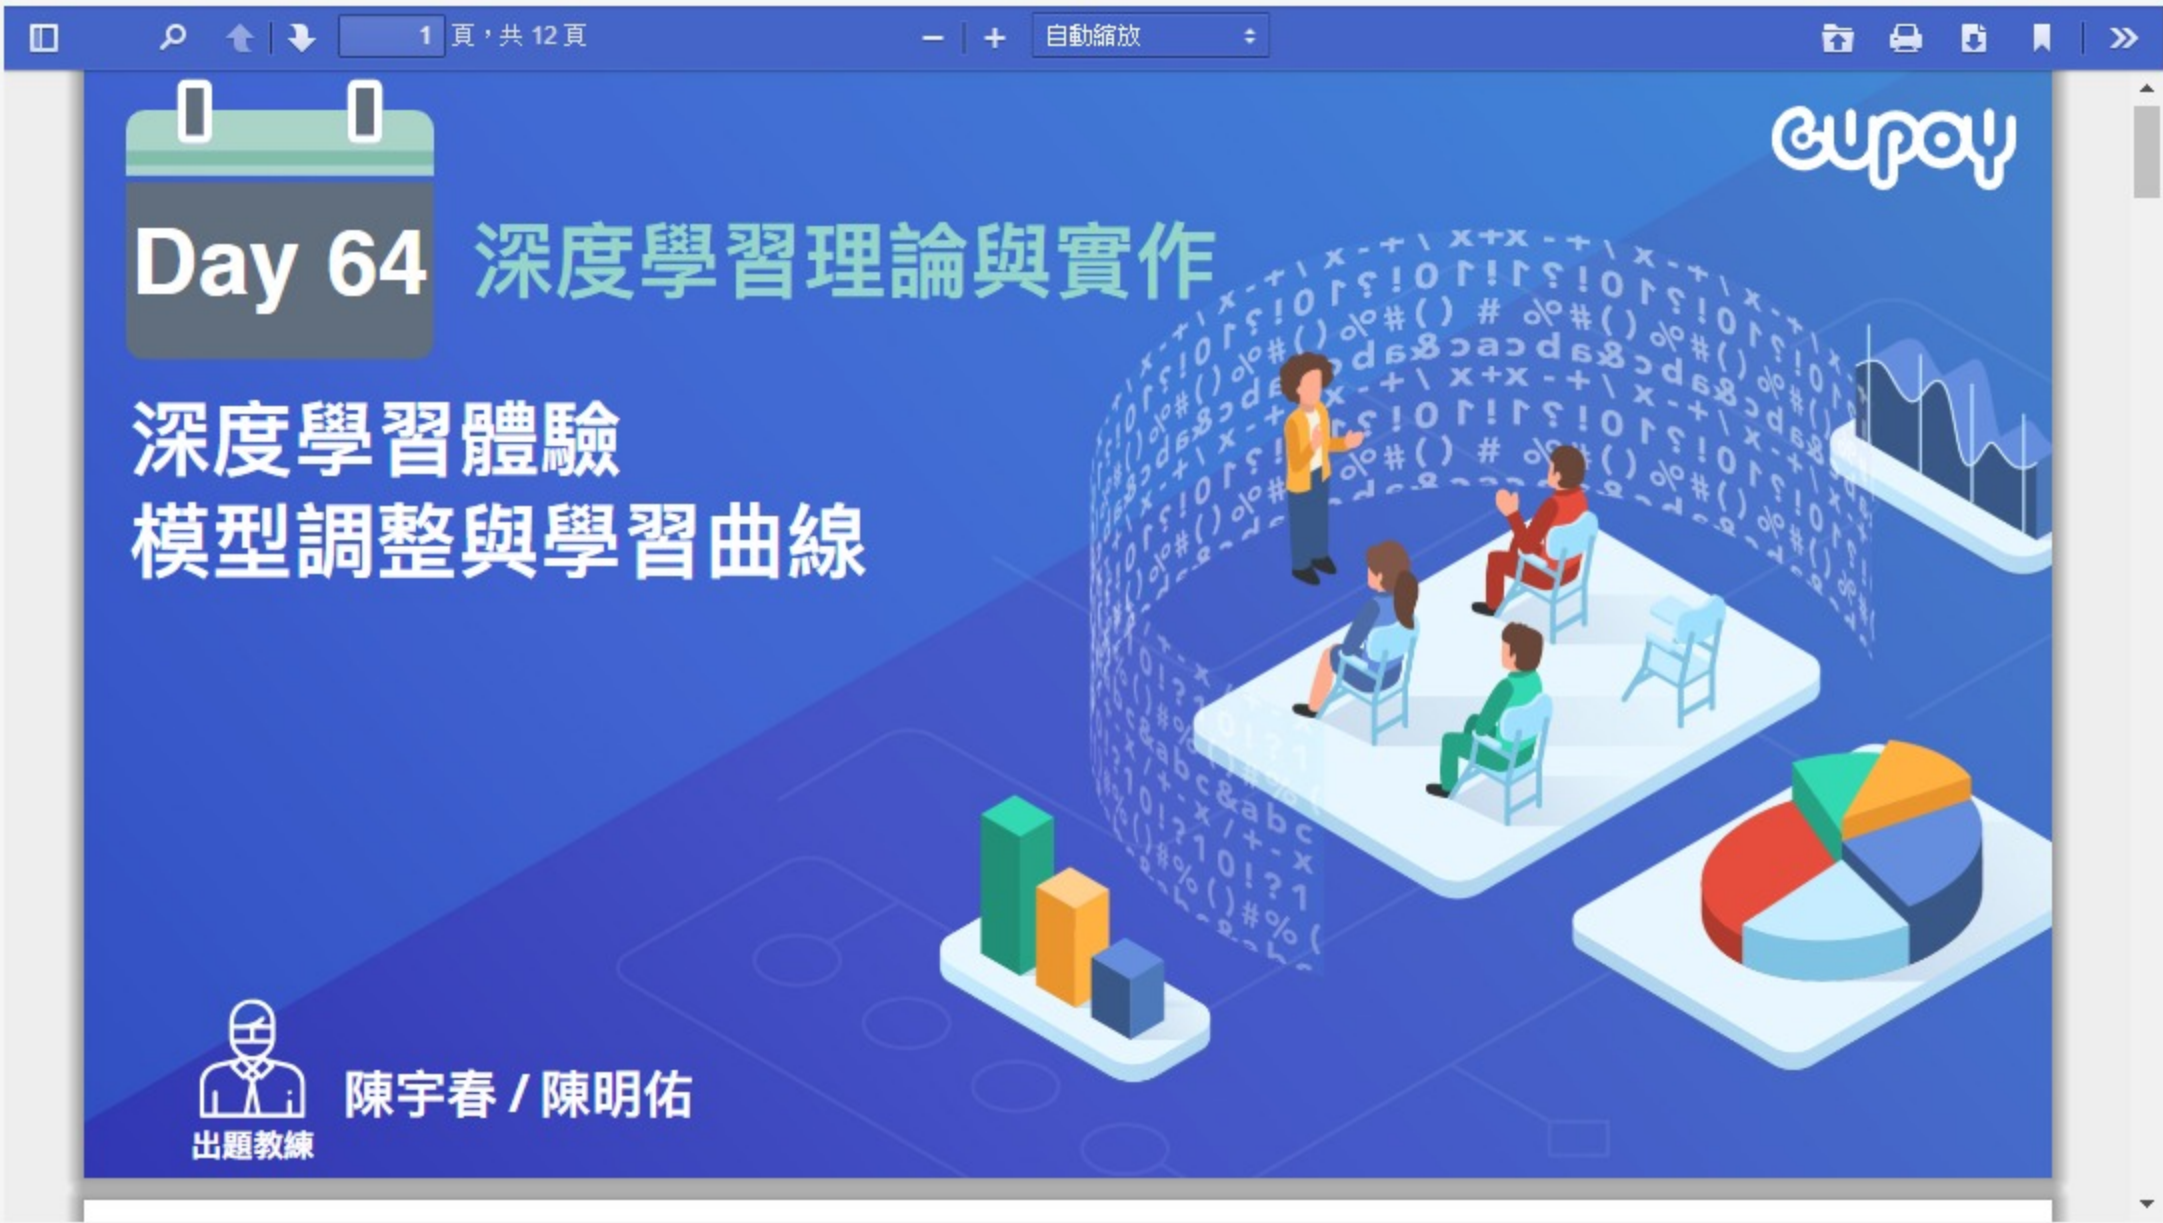 1 頁，共 12 頁
自動縮放
cupoy
Day 64
深度學習理論與實作
深度學習體驗
模型調整與學習曲線
陳宇春 / 陳明佑
出題教練